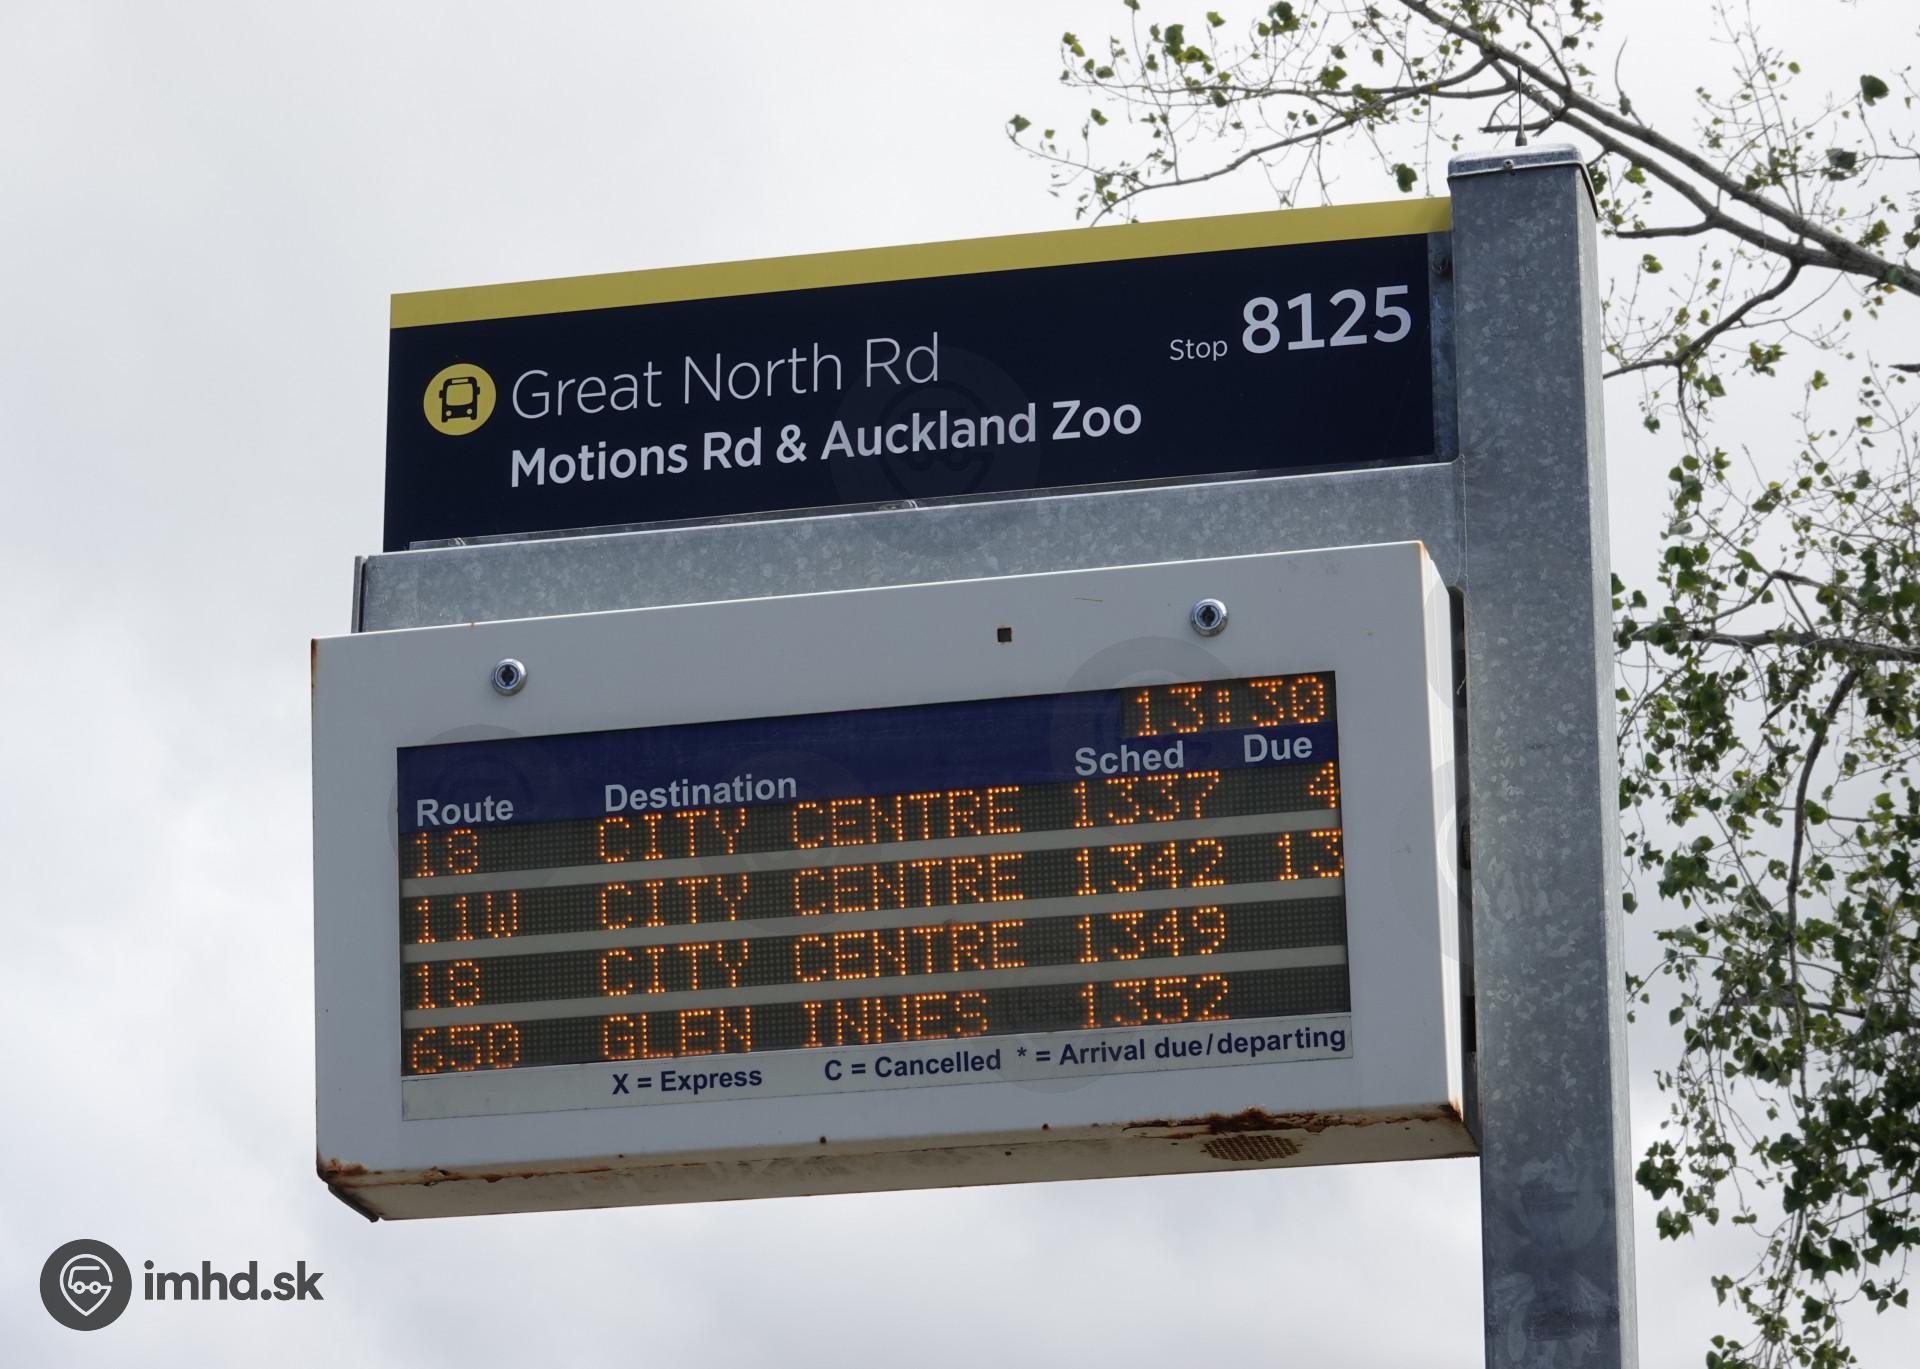 Great North Rd
Motions Rd & Auckland Zoo
Stop 8125
13:30
Route Destination Sched Due
18 CITY CENTRE 1337 4
11W CITY CENTRE 1342 13
18 CITY CENTRE 1349
650 GLEN INNES 1352
X = Express C = Cancelled * = Arrival due/departing
imhd.sk